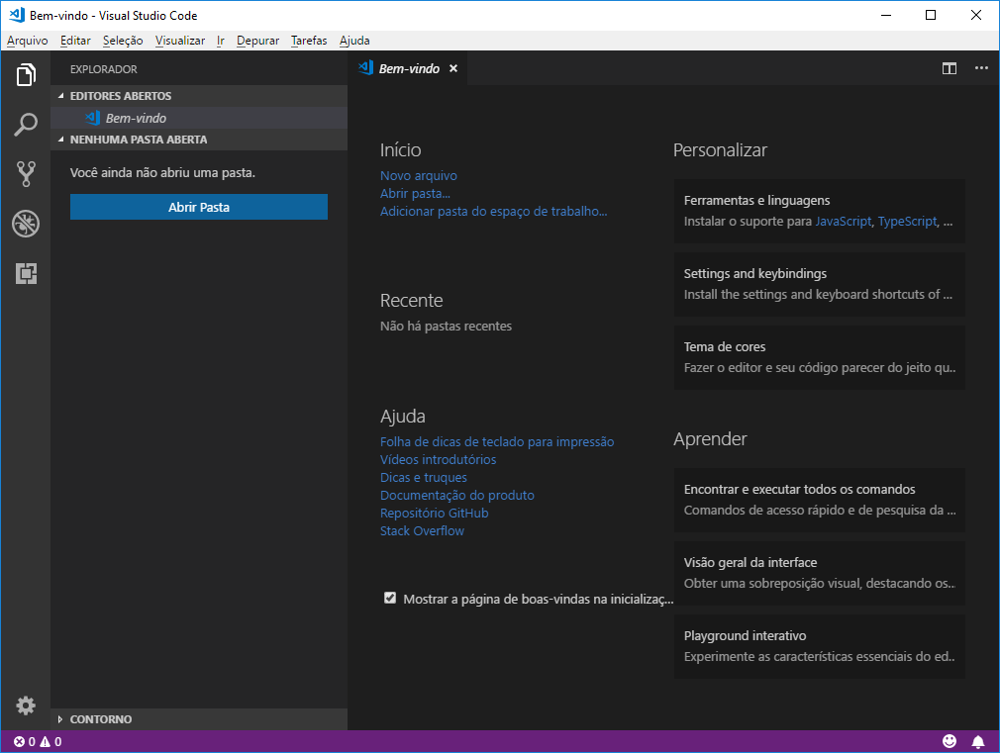 Bem-vindo - Visual Studio Code
Arquivo Editar Seleção Visualizar Ir Depurar Tarefas Ajuda
EXPLORADOR
EDITORES ABERTOS
Bem-vindo
NENHUMA PASTA ABERTA
Você ainda não abriu uma pasta.
Abrir Pasta
CONTORNO
Bem-vindo
Início
Novo arquivo
Abrir pasta...
Adicionar pasta do espaço de trabalho...
Recente
Não há pastas recentes
Ajuda
Folha de dicas de teclado para impressão
Vídeos introdutórios
Dicas e truques
Documentação do produto
Repositório GitHub
Stack Overflow
Mostrar a página de boas-vindas na inicializaç...
Personalizar
Ferramentas e linguagens
Instalar o suporte para JavaScript, TypeScript, ...
Settings and keybindings
Install the settings and keyboard shortcuts of ...
Tema de cores
Fazer o editor e seu código parecer do jeito qu...
Aprender
Encontrar e executar todos os comandos
Comandos de acesso rápido e de pesquisa da ...
Visão geral da interface
Obter uma sobreposição visual, destacando os...
Playground interativo
Experimente as características essenciais do ed...
0 0